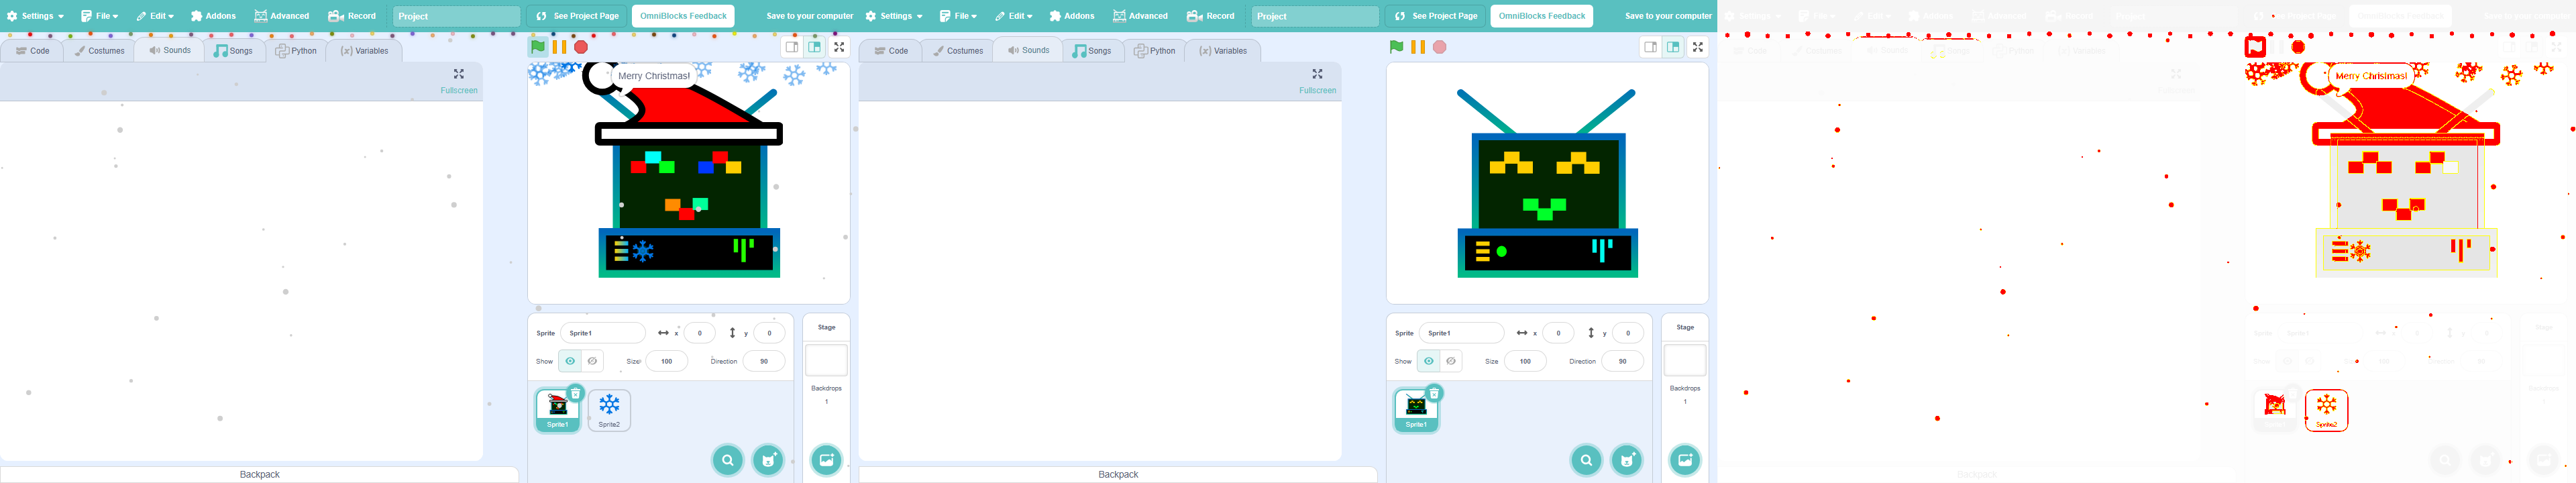 Settings File Edit Addons Advanced Record Project See Project Page OmniBlocks Feedback Save to your computer
Code Costumes Sounds Songs Python (x) Variables
Merry Christmas!
Fullscreen
Sprite Sprite1 x 0 y 0
Show Size 100 Direction 90
Stage
Backdrops
1
Sprite1 Sprite2
Backpack
Settings File Edit Addons Advanced Record Project See Project Page OmniBlocks Feedback Save to your computer
Code Costumes Sounds Songs Python (x) Variables
Fullscreen
Sprite Sprite1 x 0 y 0
Show Size 100 Direction 90
Stage
Backdrops
1
Sprite1
Backpack
Merry Christmas!
Sprite2
Backpack